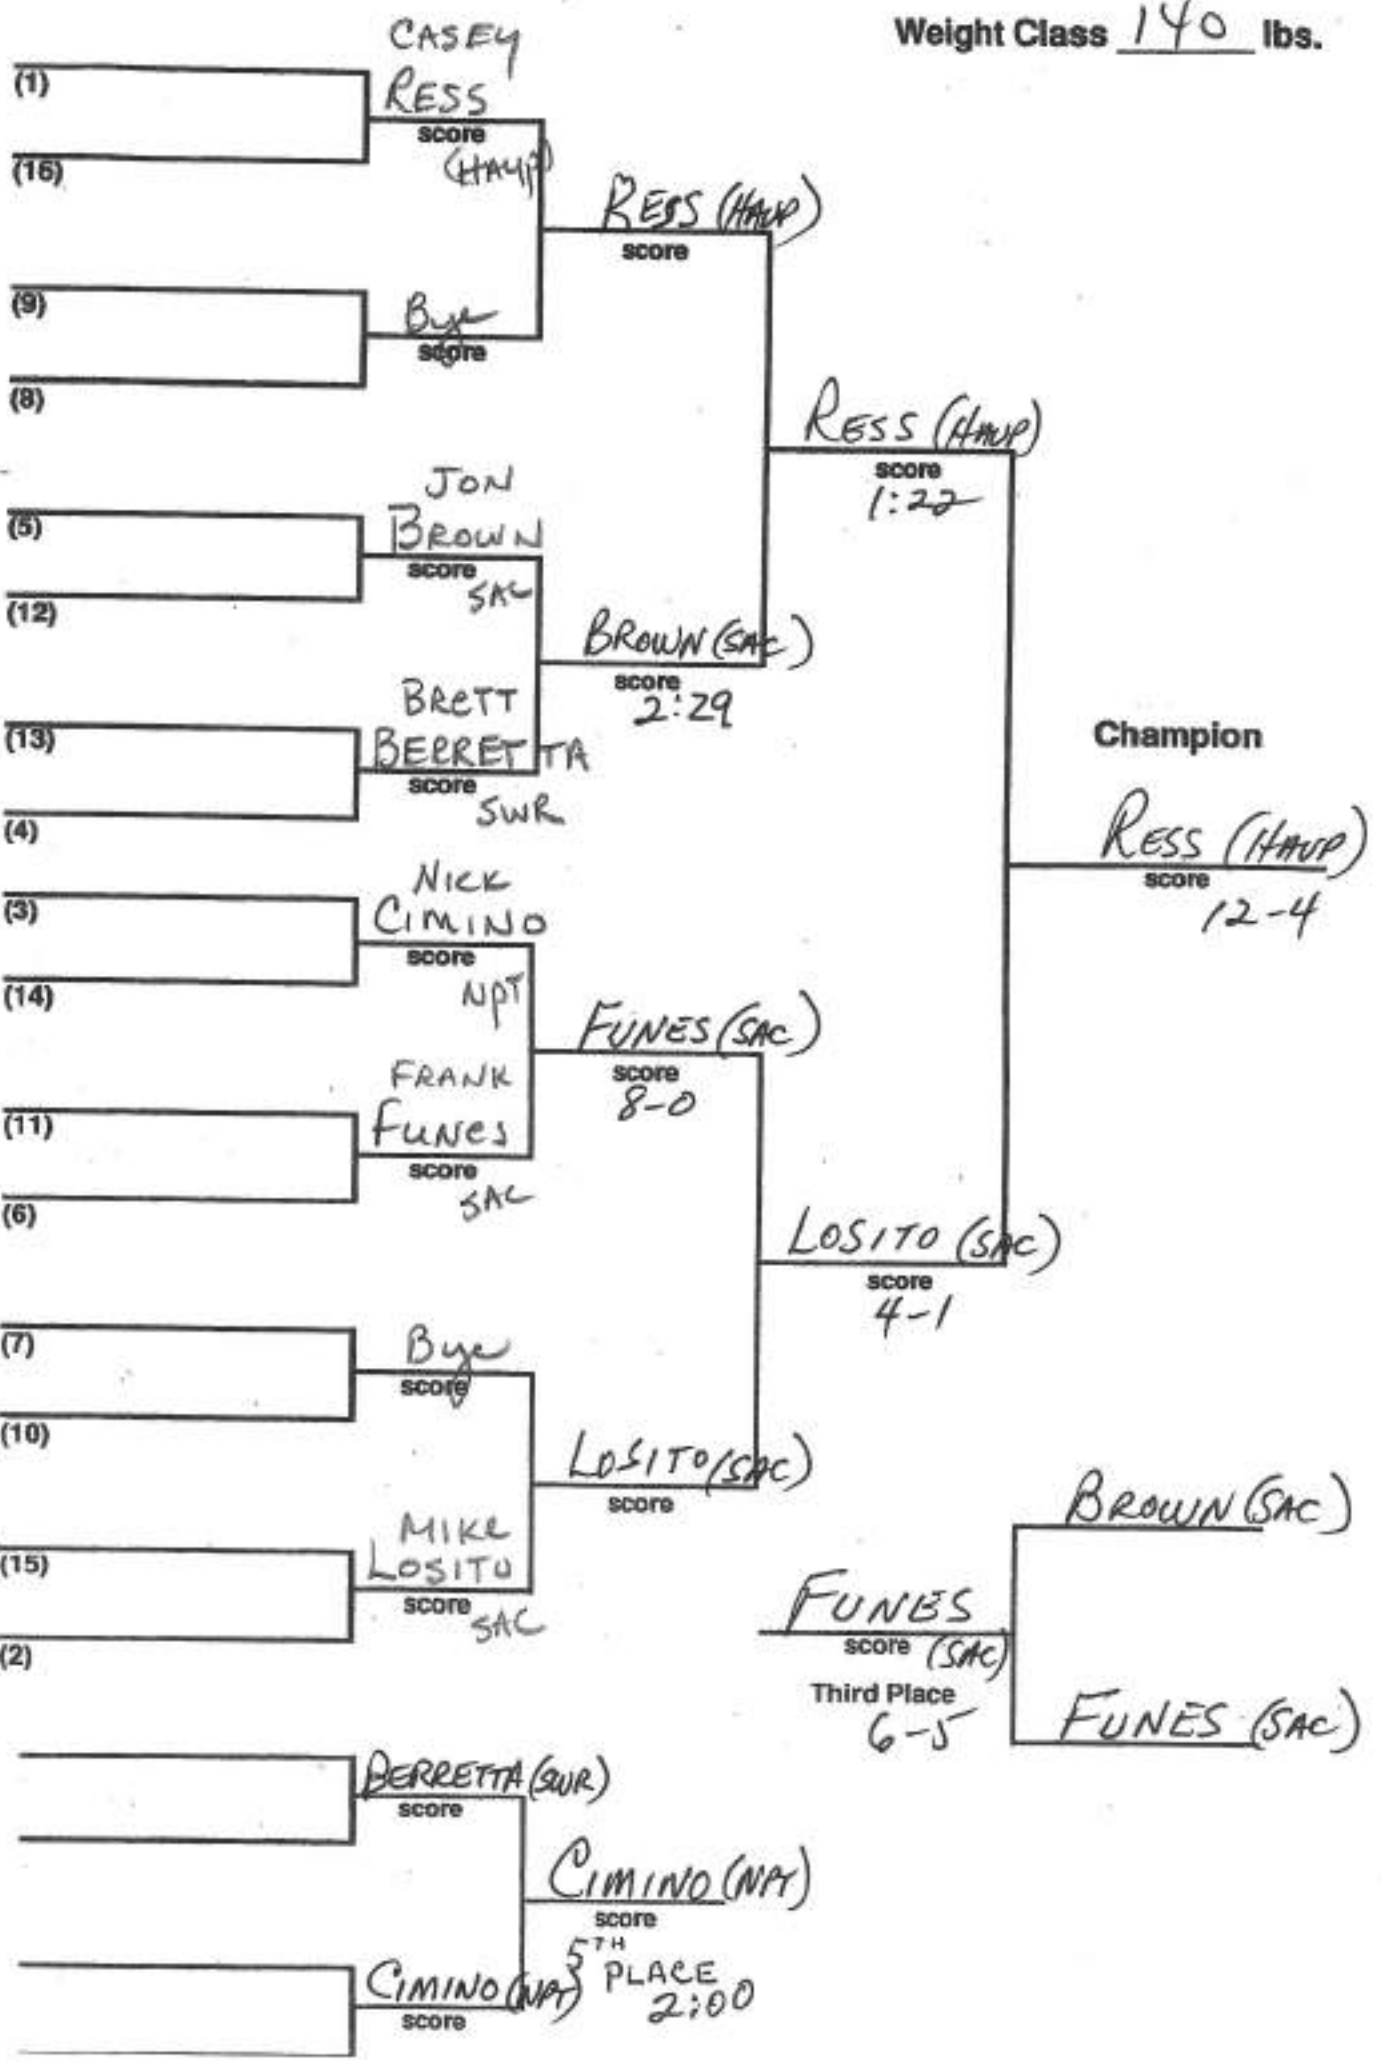 Weight Class 140 lbs.
CASEY
(1)
RESS
score
(16)
(HAUP)
RESS (HAUP)
score
(9)
Bye
score
(8)
RESS (HAUP)
score
1:22
JON
(5)
BROWN
score
SAC
(12)
BROWN (SAC)
score
2:29
BRETT
(13)
BERRETTA
score
SWR
(4)
Champion
RESS (HAUP)
score
12-4
NICK
(3)
CIMINO
score
NPT
(14)
FUNES (SAC)
score
8-0
FRANK
(11)
FUNES
score
SAC
(6)
LOSITO (SAC)
score
4-1
(7)
Bye
score
(10)
LOSITO (SAC)
score
MIKE
(15)
LOSITO
score
SAC
(2)
BROWN (SAC)
FUNES
score (SAC)
Third Place
6-5
FUNES (SAC)
BERRETTA (SWR)
score
CIMINO (NPT)
score
5TH
PLACE
2:00
CIMINO (NPT)
score